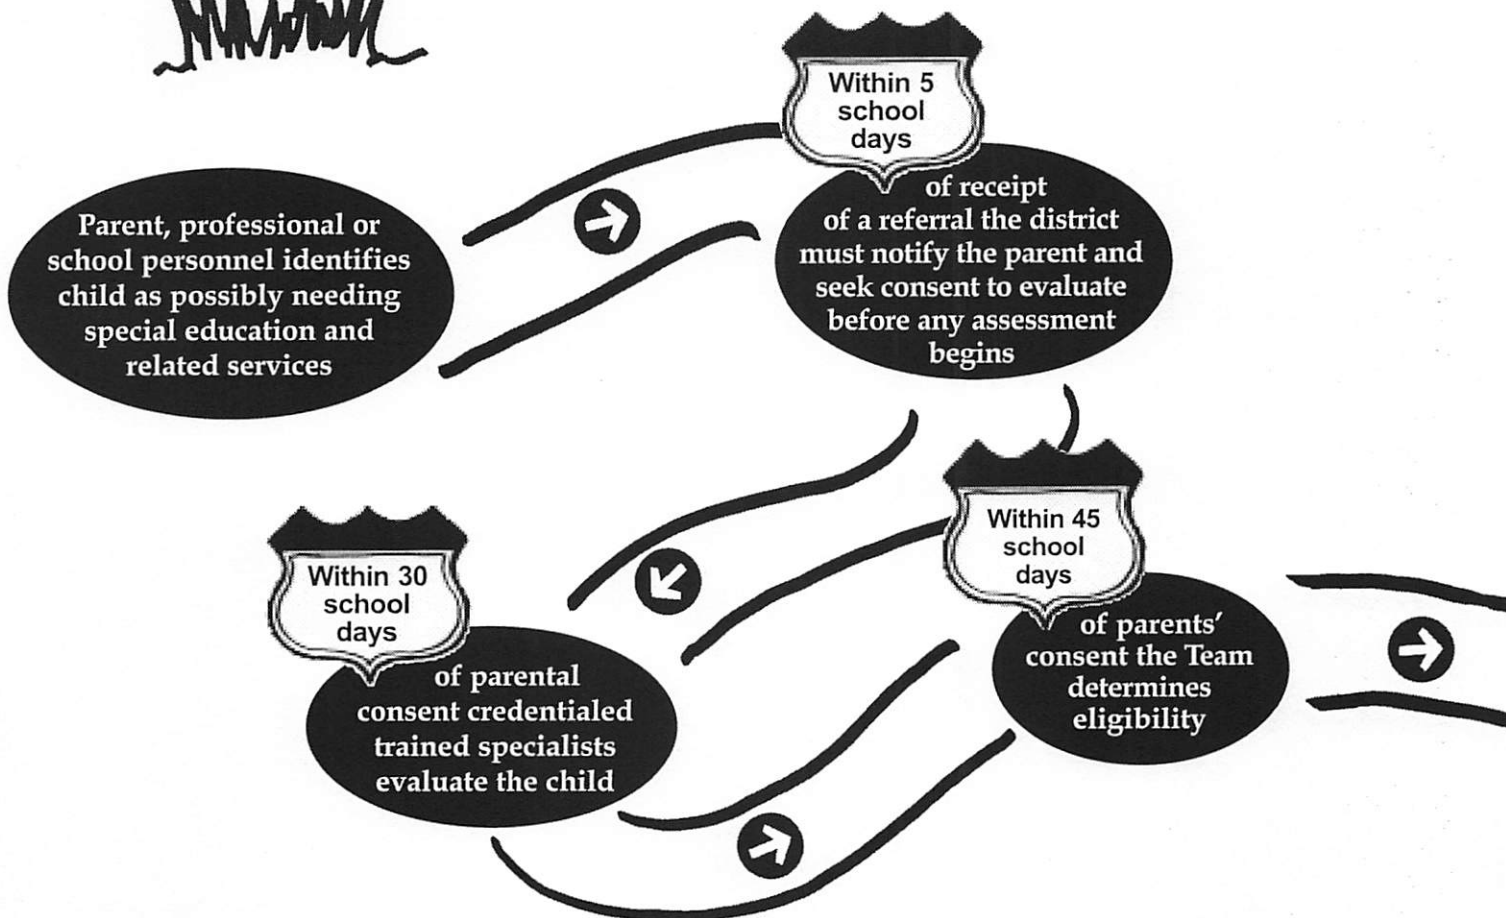 Parent, professional or
school personnel identifies
child as possibly needing
special education and
related services
Within 5
school
days
of receipt
of a referral the district
must notify the parent and
seek consent to evaluate
before any assessment
begins
Within 30
school
days
of parental
consent credentialed
trained specialists
evaluate the child
Within 45
school
days
of parents'
consent the Team
determines
eligibility